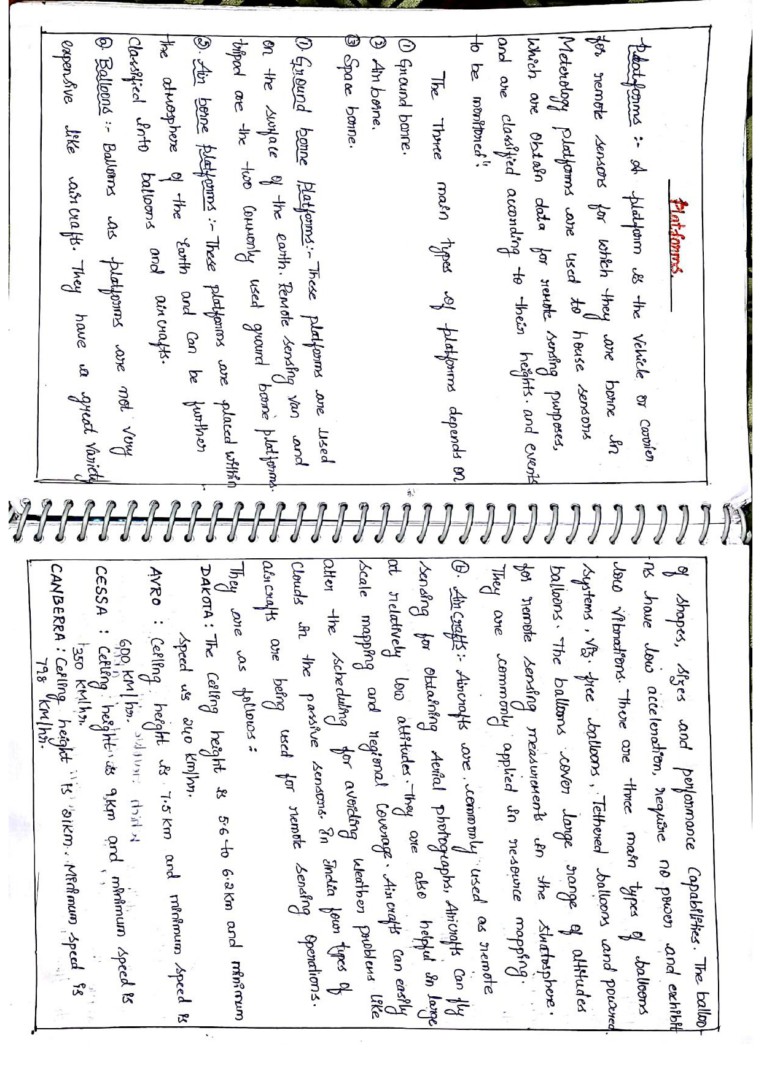 Platforms.
Platforms :- A platform is the vehicle or carrier
for remote sensors for which they are borne in
Meterology platforms are used to house sensors
which are obtain data for remote sensing purposes,
and are classified according to their heights. and events
to be monitored".
The three main types of platforms depends on
① Ground borne.
② Air borne.
③ Space borne.
① Ground borne platforms :- These platforms are used
on the surface of the earth. Remote sensing van and
tripod are the two commonly used ground borne platforms.
②. Air borne platforms :- These platforms are placed within
the atmosphere of the Earth and can be further
classified into balloons and aircrafts.
ⓐ Balloons :- Balloons as platforms are not very
expensive like aircrafts. They have a great variety
of shapes, sizes and performance capabilities. The balloo-
ns have low acceleration, require no power and exhibit
low vibrations. There are three main types of balloons
systems, viz. free balloons, Tethered balloons and powered
balloons. The balloons cover large range of altitudes
for remote sensing measurements in the stratosphere.
They are commonly applied in resource mapping.
ⓑ. Air Crafts :- Aircrafts are commonly used as remote
sensing for obtaining Aerial photographs. Aircrafts can fly
at relatively low altitudes. They are also helpful in large
scale mapping and regional coverage. Aircrafts can easily
alter the scheduling for avoiding weather problems like
clouds in the passive sensors. In India four types of
aircrafts are being used for remote sensing operations.
They are as follows :
DAKOTA : The ceiling height is 5.6 to 6.2 km and minimum
speed is 240 km/hr.
AVRO : Ceiling height is 7.5 km and minimum speed is
600 km/hr.
CESSA : Ceiling height is 9 km and minimum speed is
350 km/hr.
CANBERRA : Ceiling height is 21 km. Minimum speed is
798 km/hr.